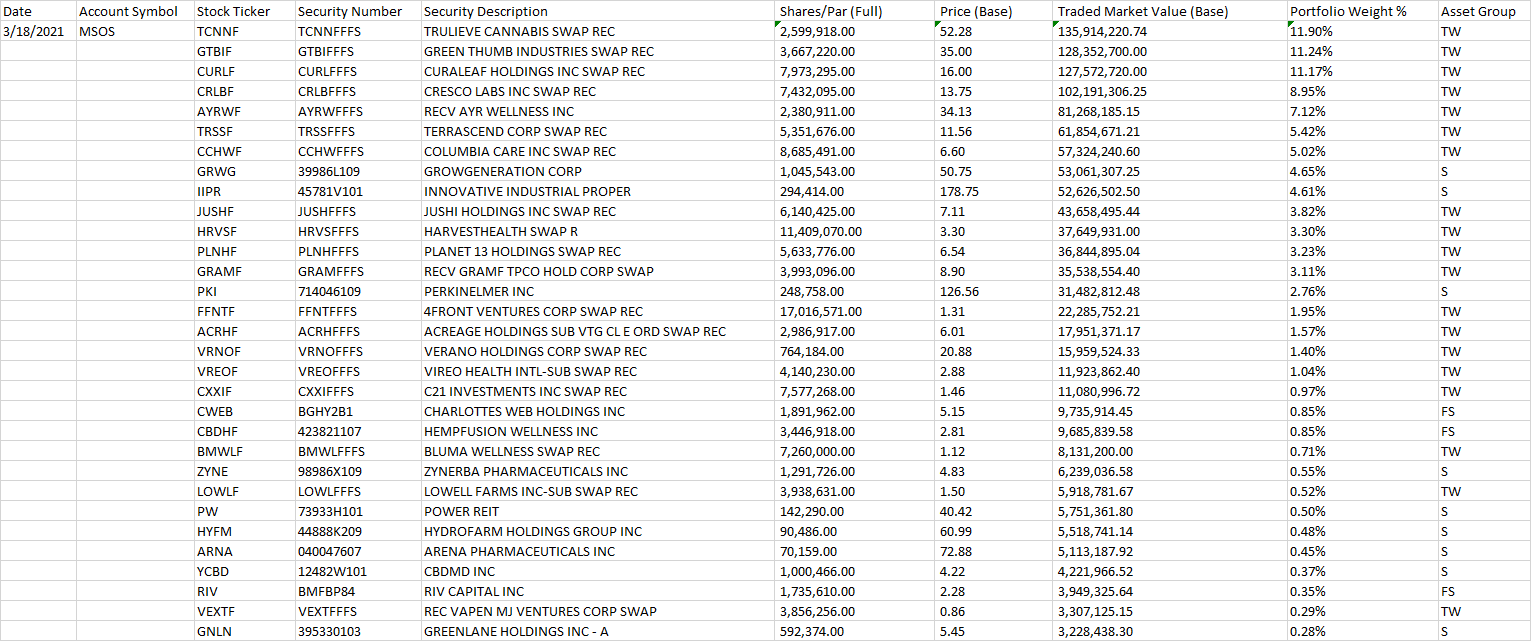 Date Account Symbol Stock Ticker Security Number Security Description Shares/Par (Full) Price (Base) Traded Market Value (Base) Portfolio Weight % Asset Group
3/18/2021 MSOS TCNNF TCNNFFFS TRULIEVE CANNABIS SWAP REC 2,599,918.00 52.28 135,914,220.74 11.90% TW
GTBIF GTBIFFFS GREEN THUMB INDUSTRIES SWAP REC 3,667,220.00 35.00 128,352,700.00 11.24% TW
CURLF CURLFFFS CURALEAF HOLDINGS INC SWAP REC 7,973,295.00 16.00 127,572,720.00 11.17% TW
CRLBF CRLBFFFS CRESCO LABS INC SWAP REC 7,432,095.00 13.75 102,191,306.25 8.95% TW
AYRWF AYRWFFFS RECV AYR WELLNESS INC 2,380,911.00 34.13 81,268,185.15 7.12% TW
TRSSF TRSSFFFS TERRASCEND CORP SWAP REC 5,351,676.00 11.56 61,854,671.21 5.42% TW
CCHWF CCHWFFFS COLUMBIA CARE INC SWAP REC 8,685,491.00 6.60 57,324,240.60 5.02% TW
GRWG 39986L109 GROWGENERATION CORP 1,045,543.00 50.75 53,061,307.25 4.65% S
IIPR 45781V101 INNOVATIVE INDUSTRIAL PROPER 294,414.00 178.75 52,626,502.50 4.61% S
JUSHF JUSHFFFS JUSHI HOLDINGS INC SWAP REC 6,140,425.00 7.11 43,658,495.44 3.82% TW
HRVSF HRVSFFFS HARVESTHEALTH SWAP R 11,409,070.00 3.30 37,649,931.00 3.30% TW
PLNHF PLNHFFFS PLANET 13 HOLDINGS SWAP REC 5,633,776.00 6.54 36,844,895.04 3.23% TW
GRAMF GRAMFFFS RECV GRAMF TPCO HOLD CORP SWAP 3,993,096.00 8.90 35,538,554.40 3.11% TW
PKI 714046109 PERKINELMER INC 248,758.00 126.56 31,482,812.48 2.76% S
FFNTF FFNTFFFS 4FRONT VENTURES CORP SWAP REC 17,016,571.00 1.31 22,285,752.21 1.95% TW
ACRHF ACRHFFFS ACREAGE HOLDINGS SUB VTG CL E ORD SWAP REC 2,986,917.00 6.01 17,951,371.17 1.57% TW
VRNOF VRNOFFFS VERANO HOLDINGS CORP SWAP REC 764,184.00 20.88 15,959,524.33 1.40% TW
VREOF VREOFFFS VIREO HEALTH INTL-SUB SWAP REC 4,140,230.00 2.88 11,923,862.40 1.04% TW
CXXIF CXXIFFFS C21 INVESTMENTS INC SWAP REC 7,577,268.00 1.46 11,080,996.72 0.97% TW
CWEB BGHY2B1 CHARLOTTES WEB HOLDINGS INC 1,891,962.00 5.15 9,735,914.45 0.85% FS
CBDHF 423821107 HEMPFUSION WELLNESS INC 3,446,918.00 2.81 9,685,839.58 0.85% FS
BMWLF BMWLFFFS BLUMA WELLNESS SWAP REC 7,260,000.00 1.12 8,131,200.00 0.71% TW
ZYNE 98986X109 ZYNERBA PHARMACEUTICALS INC 1,291,726.00 4.83 6,239,036.58 0.55% S
LOWLF LOWLFFFS LOWELL FARMS INC-SUB SWAP REC 3,938,631.00 1.50 5,918,781.67 0.52% TW
PW 73933H101 POWER REIT 142,290.00 40.42 5,751,361.80 0.50% S
HYFM 44888K209 HYDROFARM HOLDINGS GROUP INC 90,486.00 60.99 5,518,741.14 0.48% S
ARNA 040047607 ARENA PHARMACEUTICALS INC 70,159.00 72.88 5,113,187.92 0.45% S
YCBD 12482W101 CBDMD INC 1,000,466.00 4.22 4,221,966.52 0.37% S
RIV BMFBP84 RIV CAPITAL INC 1,735,610.00 2.28 3,949,325.64 0.35% FS
VEXTF VEXTFFFS REC VAPEN MJ VENTURES CORP SWAP 3,856,256.00 0.86 3,307,125.15 0.29% TW
GNLN 395330103 GREENLANE HOLDINGS INC - A 592,374.00 5.45 3,228,438.30 0.28% S